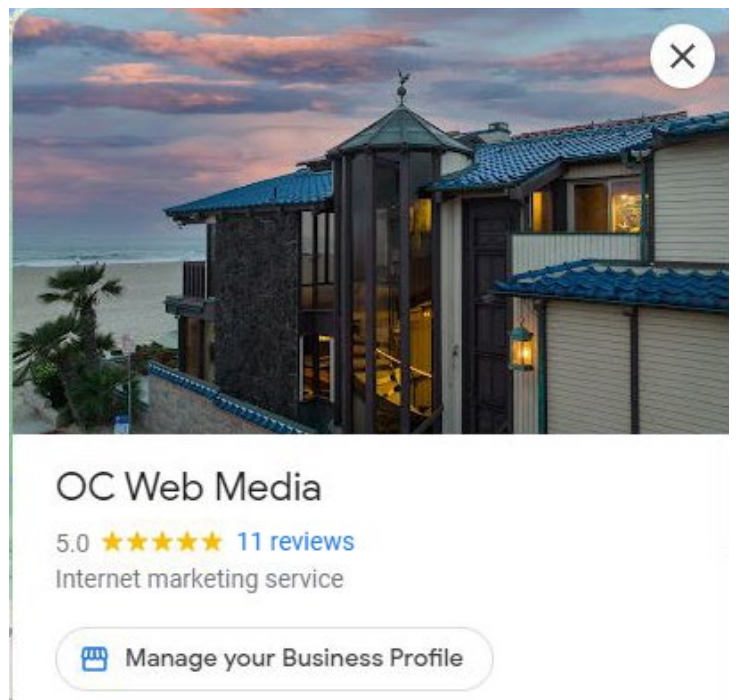 OC Web Media
5.0 11 reviews
Internet marketing service
Manage your Business Profile